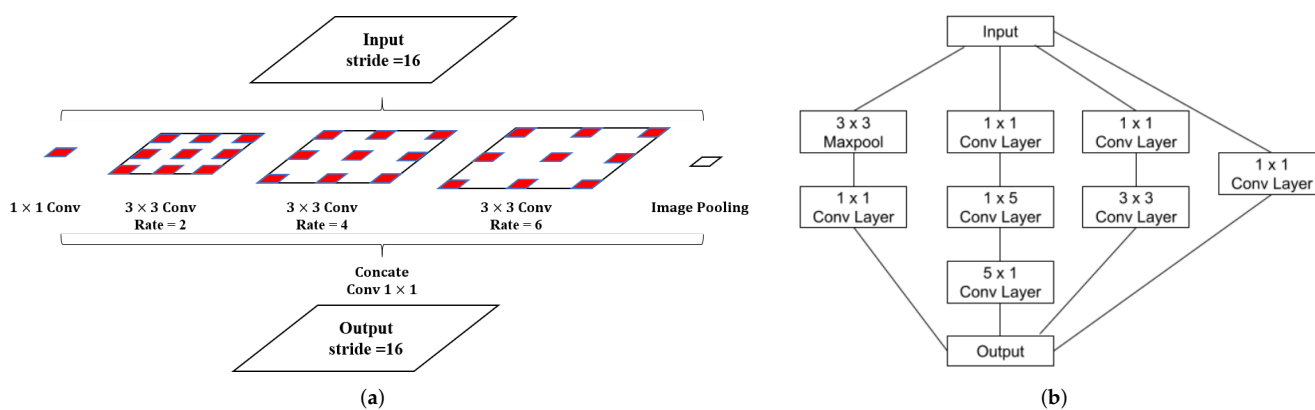 Input
stride =16
1 × 1 Conv
3 × 3 Conv
Rate = 2
3 × 3 Conv
Rate = 4
3 × 3 Conv
Rate = 6
Image Pooling
Concate
Conv 1 × 1
Output
stride =16
(a)
Input
3 x 3
Maxpool
1 x 1
Conv Layer
1 x 1
Conv Layer
1 x 1
Conv Layer
1 x 1
Conv Layer
1 x 5
Conv Layer
3 x 3
Conv Layer
5 x 1
Conv Layer
Output
(b)